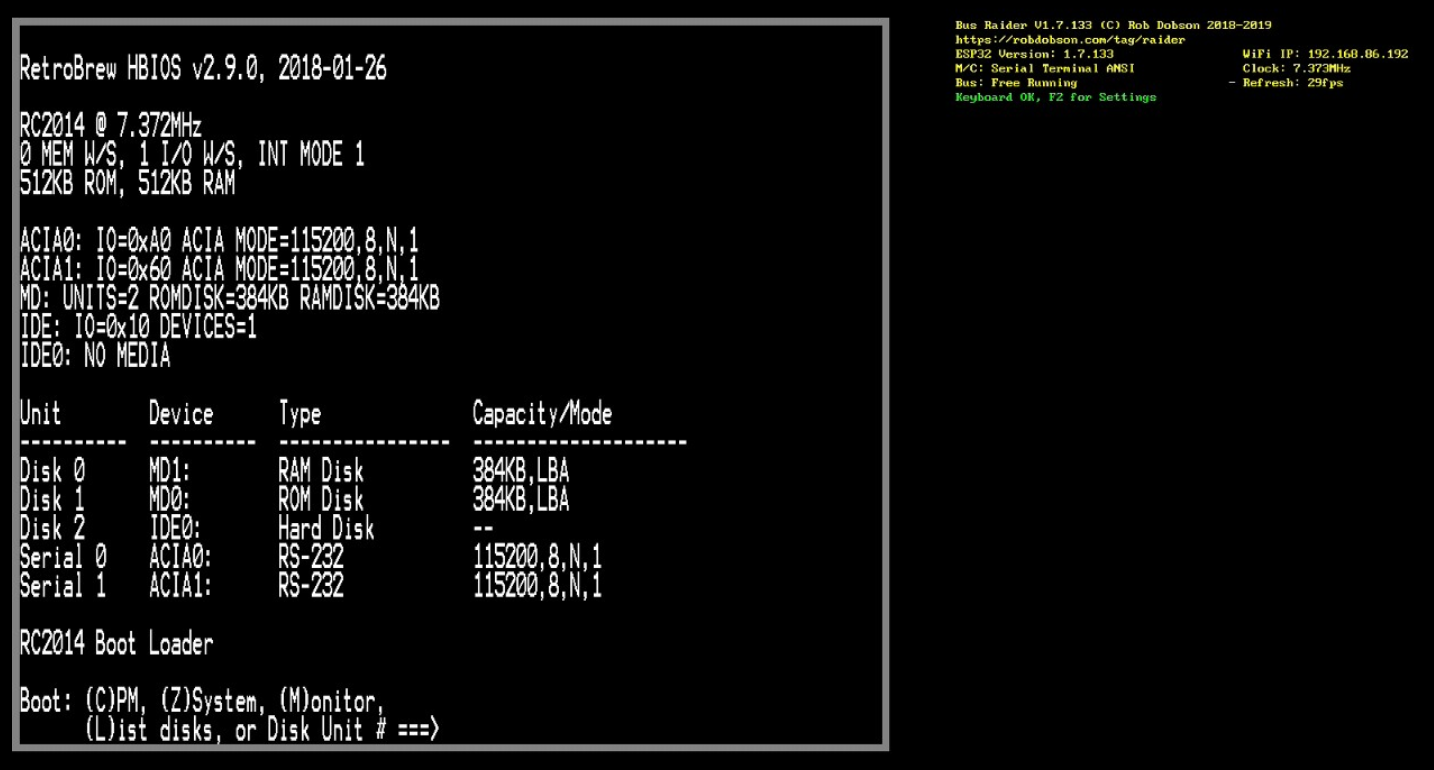 RetroBrew HBIOS v2.9.0, 2018-01-26
RC2014 @ 7.372MHz
0 MEM W/S, 1 I/O W/S, INT MODE 1
512KB ROM, 512KB RAM
ACIA0: IO=0xA0 ACIA MODE=115200,8,N,1
ACIA1: IO=0x60 ACIA MODE=115200,8,N,1
MD: UNITS=2 ROMDISK=384KB RAMDISK=384KB
IDE: IO=0x10 DEVICES=1
IDE0: NO MEDIA
Unit Device Type Capacity/Mode
---------- ---------- ---------------- --------------------
Disk 0 MD1: RAM Disk 384KB,LBA
Disk 1 MD0: ROM Disk 384KB,LBA
Disk 2 IDE0: Hard Disk --
Serial 0 ACIA0: RS-232 115200,8,N,1
Serial 1 ACIA1: RS-232 115200,8,N,1
RC2014 Boot Loader
Boot: (C)PM, (Z)System, (M)onitor,
(L)ist disks, or Disk Unit # ===>
Bus Raider V1.7.133 (C) Rob Dobson 2018-2019
https://robdobson.com/tag/raider
ESP32 Version: 1.7.133 WiFi IP: 192.168.86.192
M/C: Serial Terminal ANSI Clock: 7.373MHz
Bus: Free Running - Refresh: 29fps
Keyboard OK, F2 for Settings